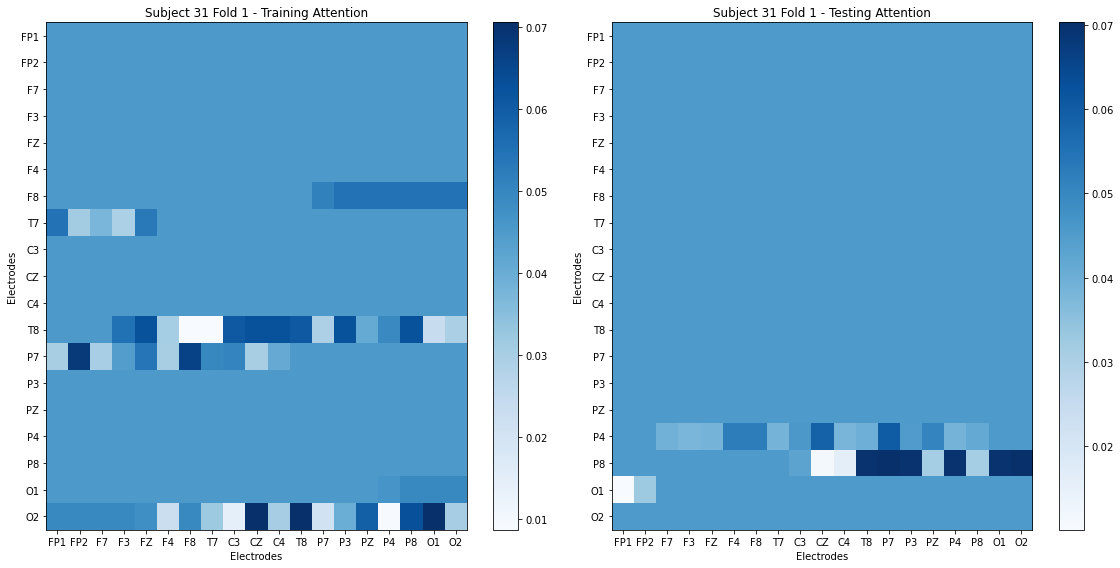 Subject 31 Fold 1 - Training Attention
FP1
FP2
F7
F3
FZ
F4
F8
T7
C3
CZ
C4
T8
P7
P3
PZ
P4
P8
O1
O2
Electrodes
FP1 FP2 F7 F3 FZ F4 F8 T7 C3 CZ C4 T8 P7 P3 PZ P4 P8 O1 O2
Electrodes
0.07
0.06
0.05
0.04
0.03
0.02
0.01
Subject 31 Fold 1 - Testing Attention
FP1
FP2
F7
F3
FZ
F4
F8
T7
C3
CZ
C4
T8
P7
P3
PZ
P4
P8
O1
O2
Electrodes
FP1 FP2 F7 F3 FZ F4 F8 T7 C3 CZ C4 T8 P7 P3 PZ P4 P8 O1 O2
Electrodes
0.07
0.06
0.05
0.04
0.03
0.02